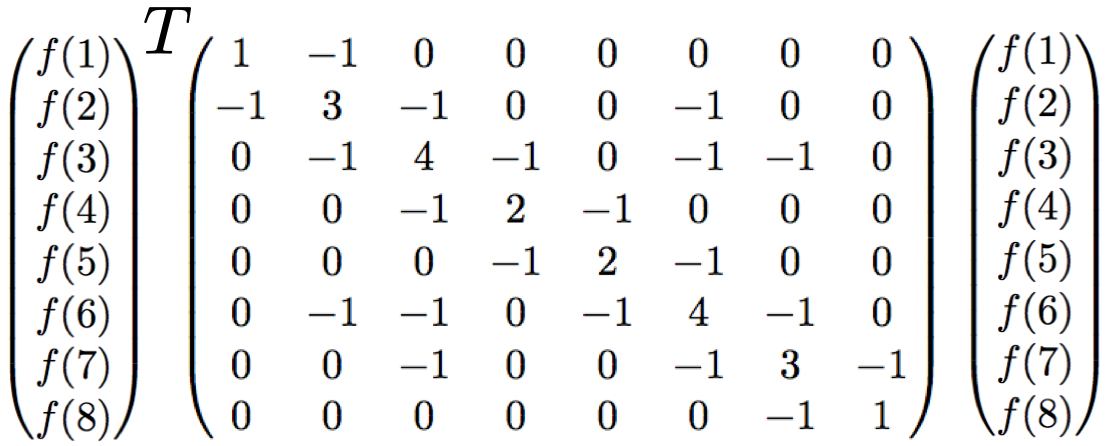 T
f(1) 1 −1 0 0 0 0 0 0 f(1)
f(2) −1 3 −1 0 0 −1 0 0 f(2)
f(3) 0 −1 4 −1 0 −1 −1 0 f(3)
f(4) 0 0 −1 2 −1 0 0 0 f(4)
f(5) 0 0 0 −1 2 −1 0 0 f(5)
f(6) 0 −1 −1 0 −1 4 −1 0 f(6)
f(7) 0 0 −1 0 0 −1 3 −1 f(7)
f(8) 0 0 0 0 0 0 −1 1 f(8)